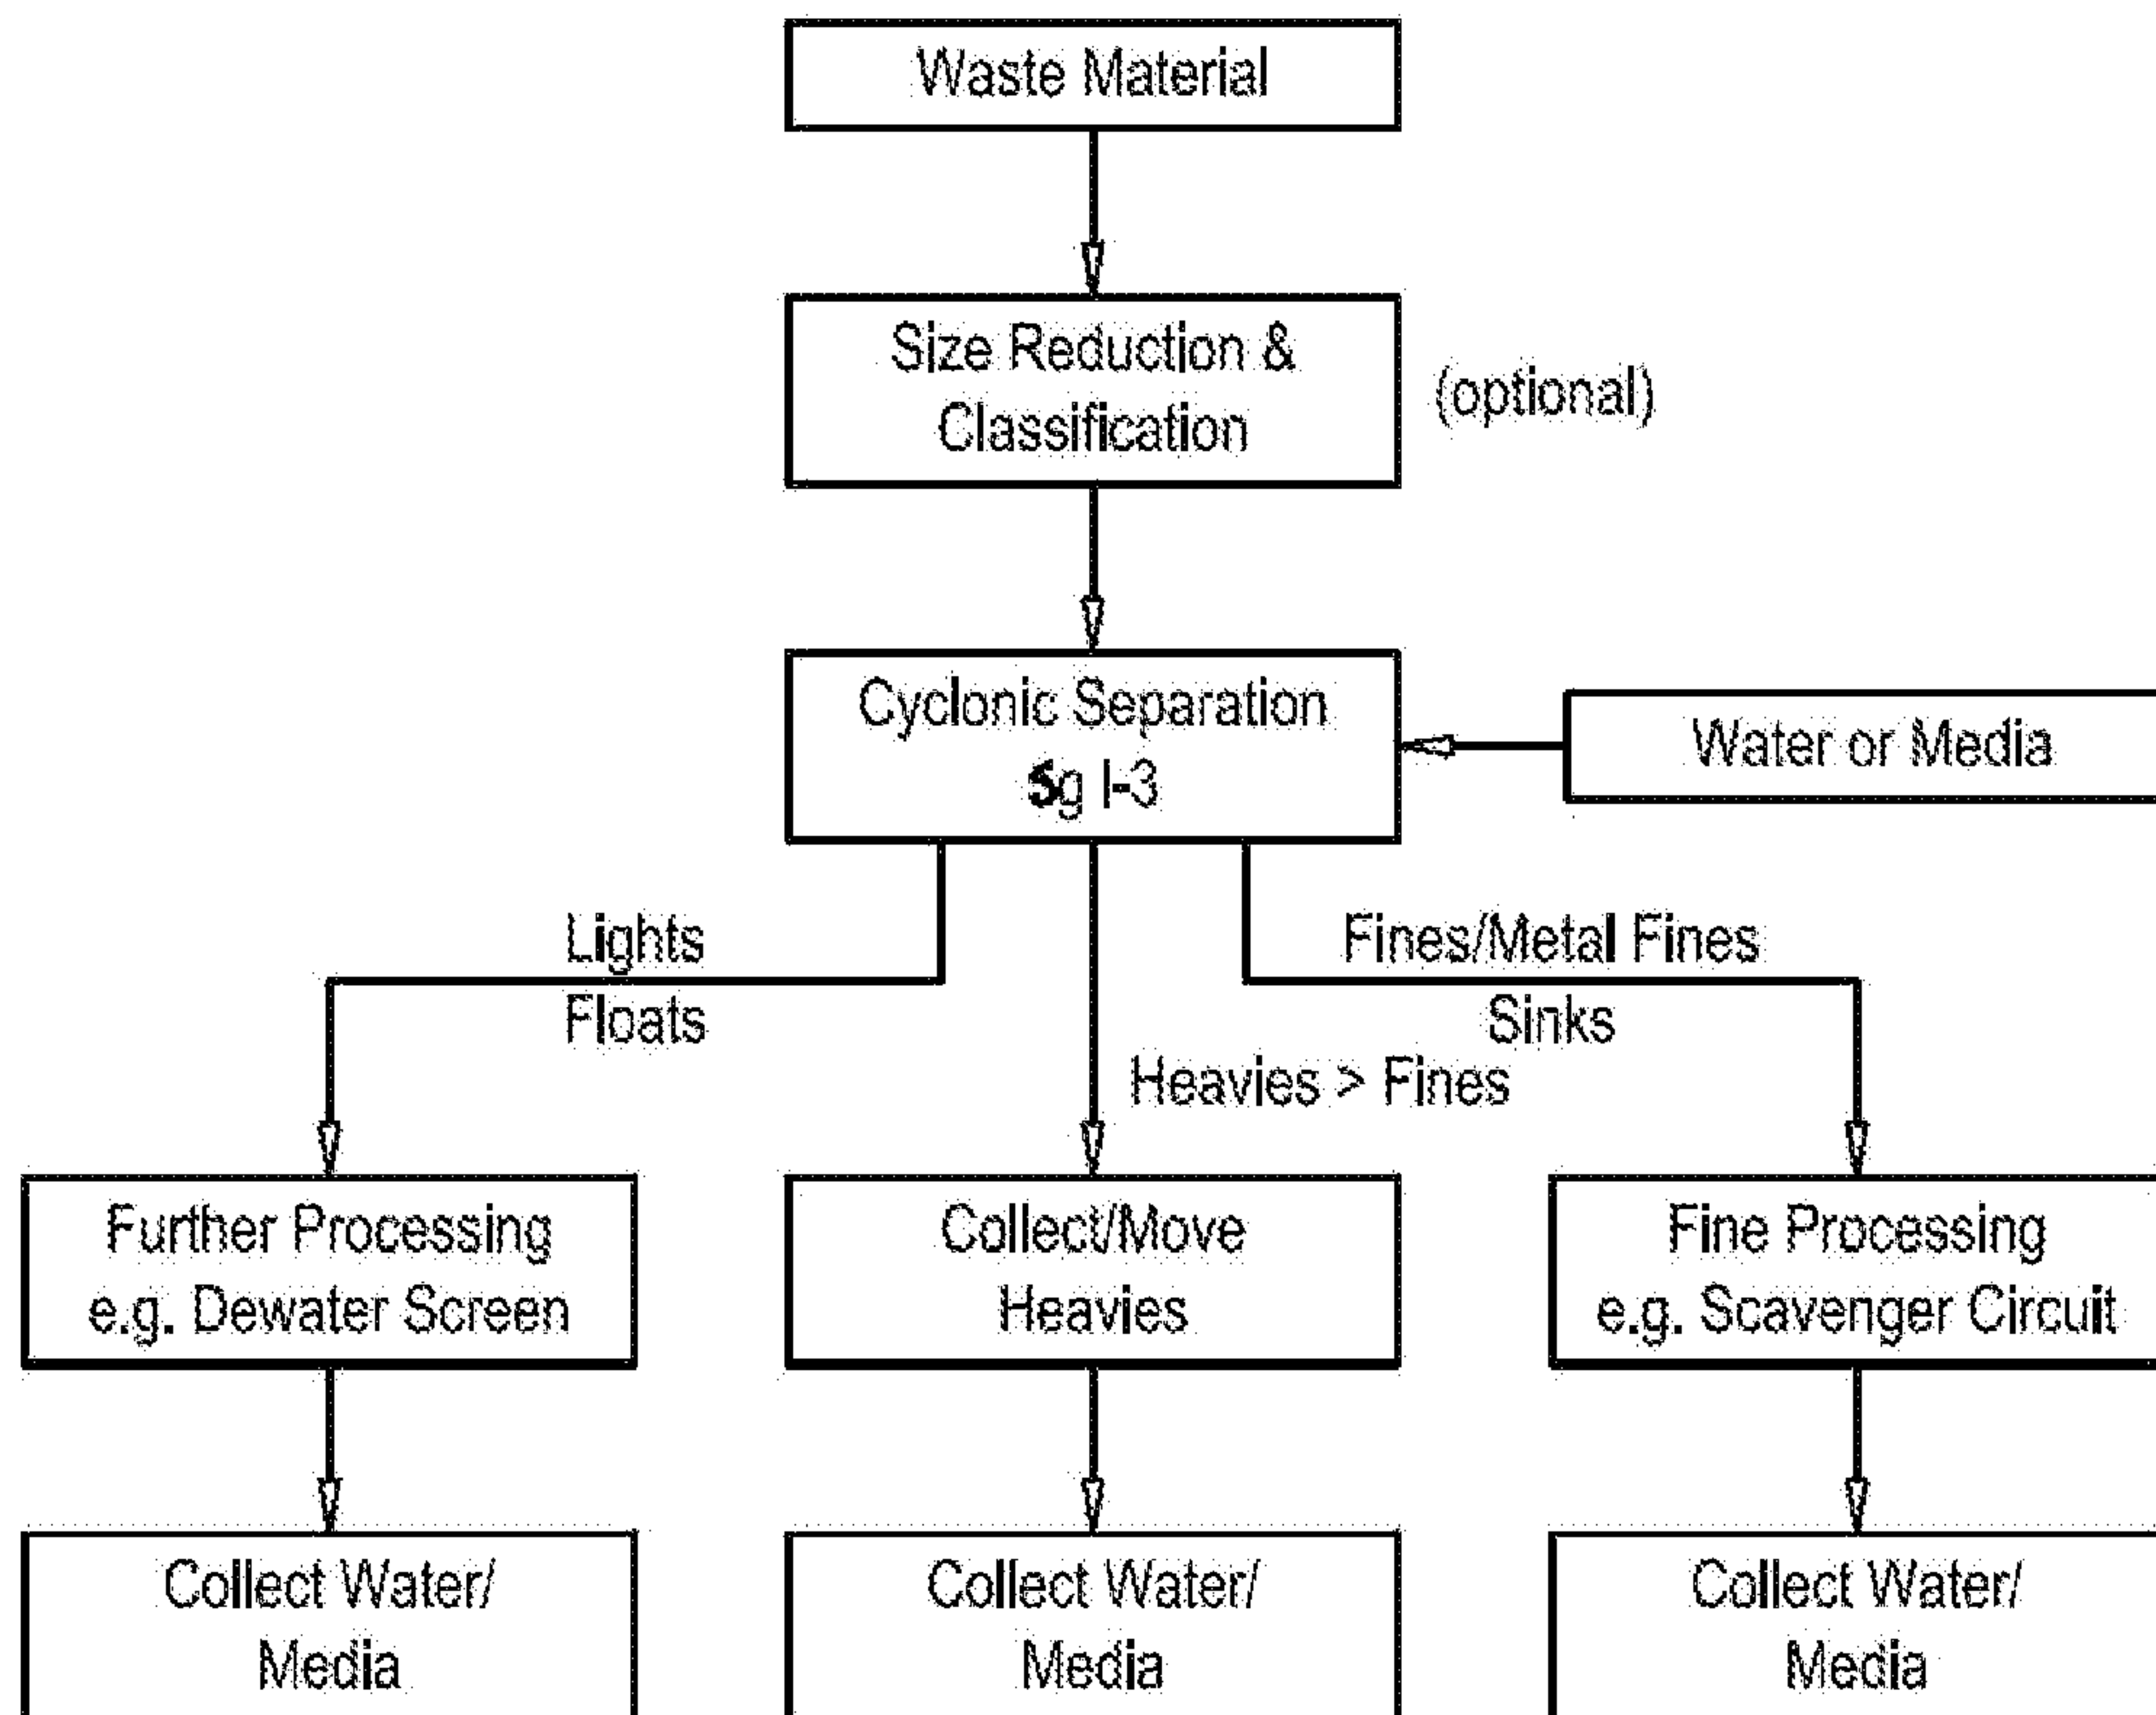 Waste Material
Size Reduction &
Classification
(optional)
Cyclonic Separation
Sg I-3
Water or Media
Lights
Floats
Fines/Metal Fines
Sinks
Heavies > Fines
Further Processing
e.g. Dewater Screen
Collect/Move
Heavies
Fine Processing
e.g. Scavenger Circuit
Collect Water/
Media
Collect Water/
Media
Collect Water/
Media